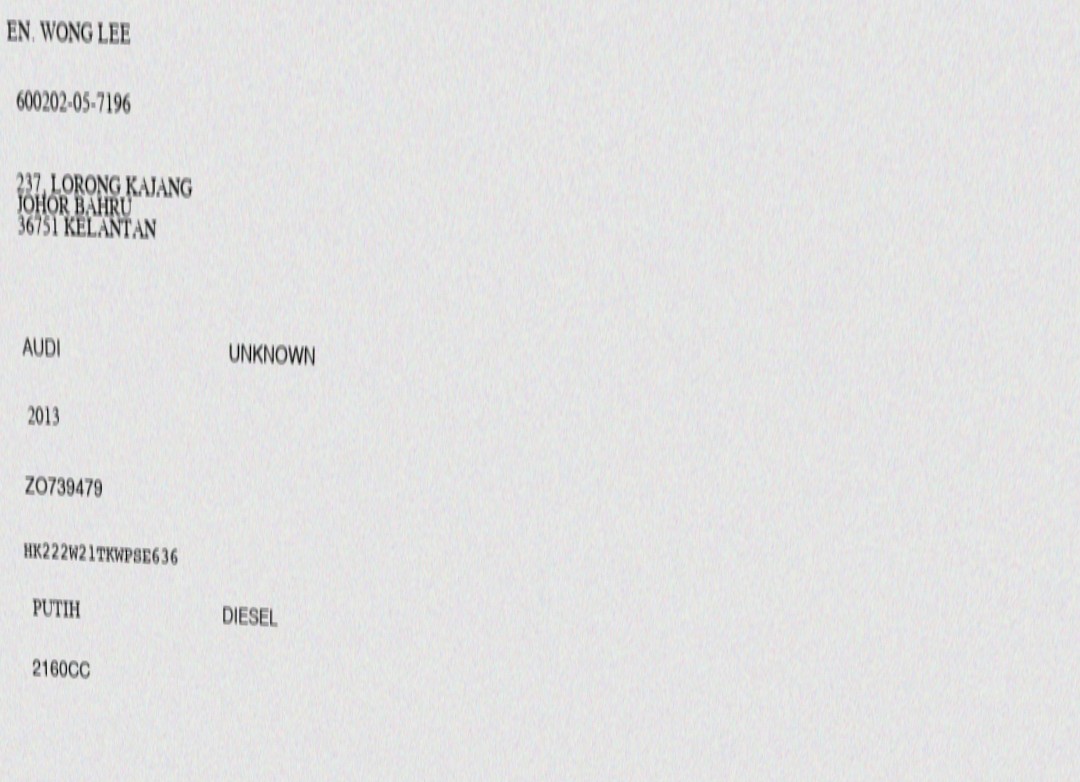 EN. WONG LEE
600202-05-7196
237, LORONG KAJANG
JOHOR BAHRU
36751 KELANTAN
AUDI UNKNOWN
2013
ZO739479
HK222W21TKWPSE636
PUTIH DIESEL
2160CC